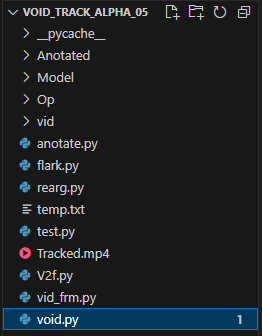 VOID_TRACK_ALPHA_05
__pycache__
Anotated
Model
Op
vid
anotate.py
flark.py
rearg.py
temp.txt
test.py
Tracked.mp4
V2f.py
vid_frm.py
void.py 1